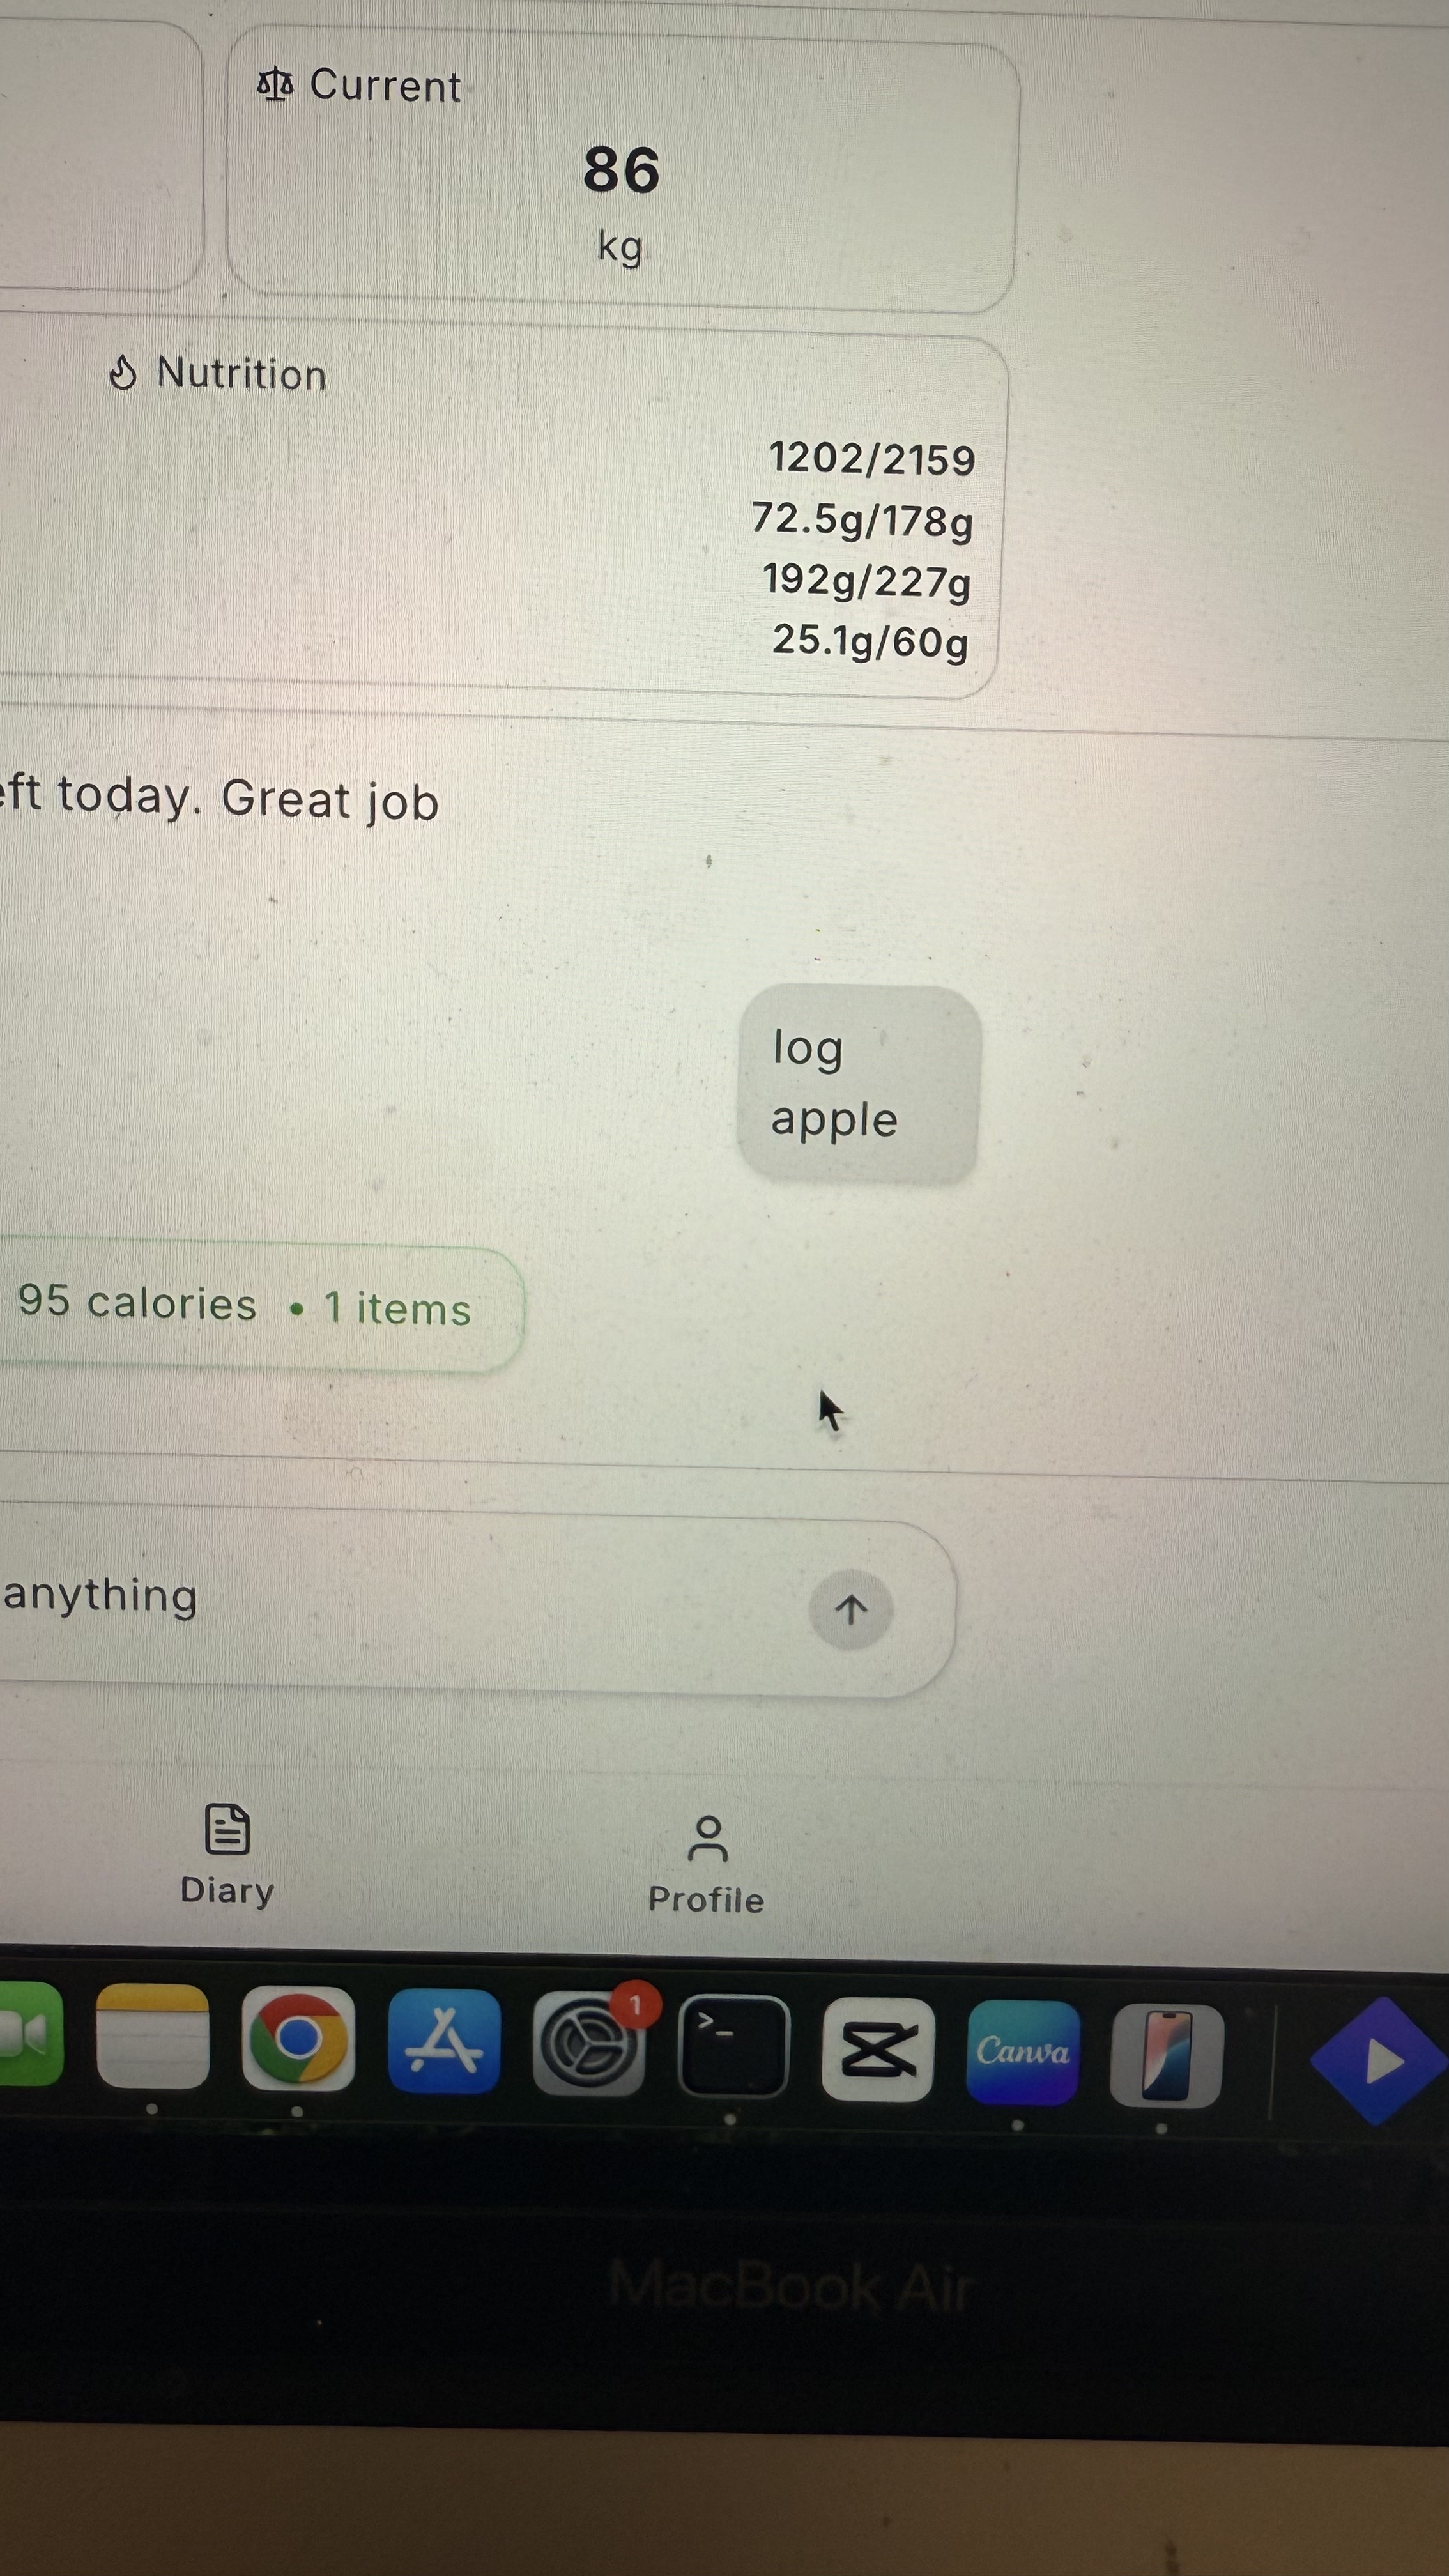 Current
86
kg
Nutrition
1202/2159
72.5g/178g
192g/227g
25.1g/60g
today. Great job
log
apple
95 calories • 1 items
anything
Diary
Profile
1
>_
Canva
MacBook Air